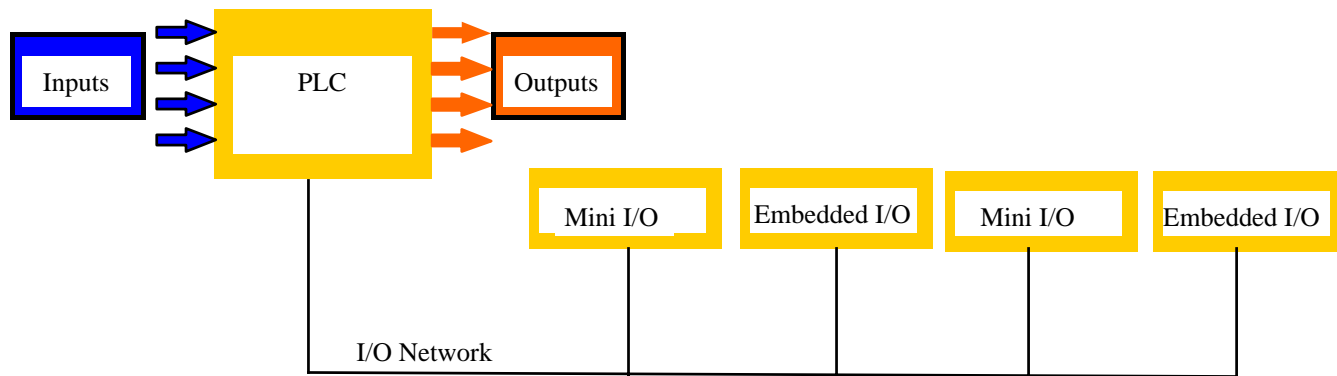 Inputs
PLC
Outputs
Mini I/O
Embedded I/O
Mini I/O
Embedded I/O
I/O Network